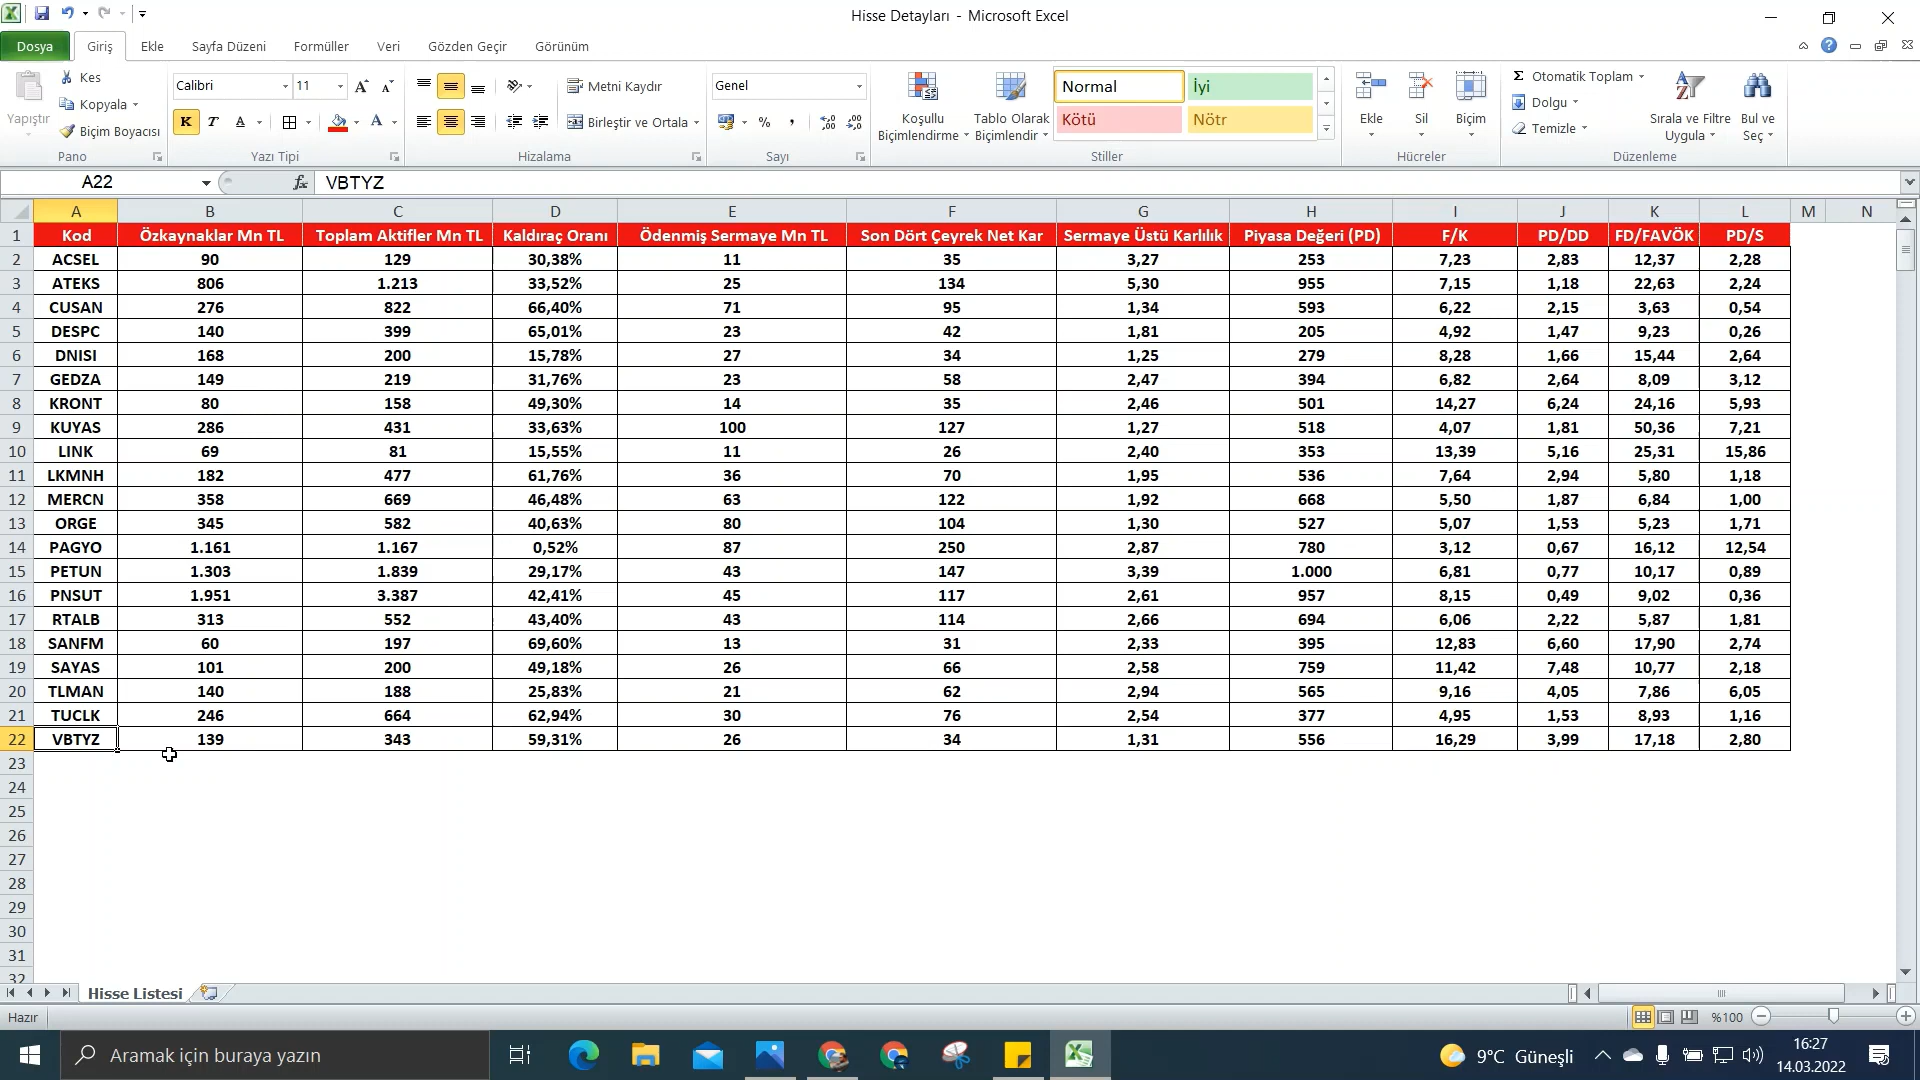 Hisse Detayları - Microsoft Excel
Dosya Giriş Ekle Sayfa Düzeni Formüller Veri Gözden Geçir Görünüm
Yapıştır
Kes
Kopyala
Biçim Boyacısı
Pano
Calibri 11
K T A A
Yazı Tipi
Metni Kaydır
Birleştir ve Ortala
Hizalama
Genel
%
Sayı
Koşullu Biçimlendirme
Tablo Olarak Biçimlendir
Normal İyi
Kötü Nötr
Stiller
Ekle Sil Biçim
Hücreler
Σ Otomatik Toplam
Dolgu
Temizle
Sırala ve Filtre Uygula
Bul ve Seç
Düzenleme
A22 fx VBTYZ
A B C D E F G H I J K L M N
1 Kod Özkaynaklar Mn TL Toplam Aktifler Mn TL Kaldıraç Oranı Ödenmiş Sermaye Mn TL Son Dört Çeyrek Net Kar Sermaye Üstü Karlılık Piyasa Değeri (PD) F/K PD/DD FD/FAVÖK PD/S
2 ACSEL 90 129 30,38% 11 35 3,27 253 7,23 2,83 12,37 2,28
3 ATEKS 806 1.213 33,52% 25 134 5,30 955 7,15 1,18 22,63 2,24
4 CUSAN 276 822 66,40% 71 95 1,34 593 6,22 2,15 3,63 0,54
5 DESPC 140 399 65,01% 23 42 1,81 205 4,92 1,47 9,23 0,26
6 DNISI 168 200 15,78% 27 34 1,25 279 8,28 1,66 15,44 2,64
7 GEDZA 149 219 31,76% 23 58 2,47 394 6,82 2,64 8,09 3,12
8 KRONT 80 158 49,30% 14 35 2,46 501 14,27 6,24 24,16 5,93
9 KUYAS 286 431 33,63% 100 127 1,27 518 4,07 1,81 50,36 7,21
10 LINK 69 81 15,55% 11 26 2,40 353 13,39 5,16 25,31 15,86
11 LKMNH 182 477 61,76% 36 70 1,95 536 7,64 2,94 5,80 1,18
12 MERCN 358 669 46,48% 63 122 1,92 668 5,50 1,87 6,84 1,00
13 ORGE 345 582 40,63% 80 104 1,30 527 5,07 1,53 5,23 1,71
14 PAGYO 1.161 1.167 0,52% 87 250 2,87 780 3,12 0,67 16,12 12,54
15 PETUN 1.303 1.839 29,17% 43 147 3,39 1.000 6,81 0,77 10,17 0,89
16 PNSUT 1.951 3.387 42,41% 45 117 2,61 957 8,15 0,49 9,02 0,36
17 RTALB 313 552 43,40% 43 114 2,66 694 6,06 2,22 5,87 1,81
18 SANFM 60 197 69,60% 13 31 2,33 395 12,83 6,60 17,90 2,74
19 SAYAS 101 200 49,18% 26 66 2,58 759 11,42 7,48 10,77 2,18
20 TLMAN 140 188 25,83% 21 62 2,94 565 9,16 4,05 7,86 6,05
21 TUCLK 246 664 62,94% 30 76 2,54 377 4,95 1,53 8,93 1,16
22 VBTYZ 139 343 59,31% 26 34 1,31 556 16,29 3,99 17,18 2,80
23
24
25
26
27
28
29
30
31
32
Hisse Listesi
Hazır %100
Aramak için buraya yazın 9°C Güneşli 16:27
14.03.2022